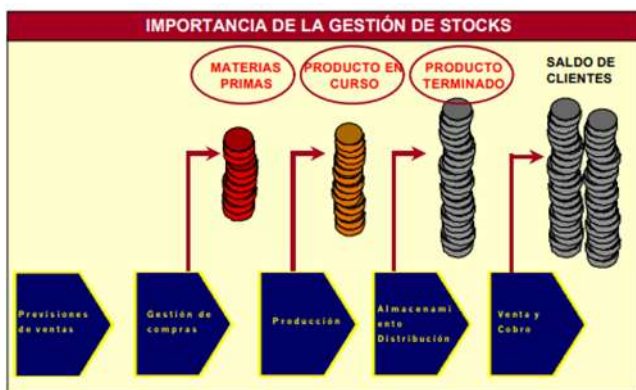 IMPORTANCIA DE LA GESTIÓN DE STOCKS
MATERIAS
PRIMAS
PRODUCTO EN
CURSO
PRODUCTO
TERMINADO
SALDO DE
CLIENTES
Previsiones
de ventas
Gestión de
compras
Producción
Almacenami
ento
Distribución
Venta y
Cobro